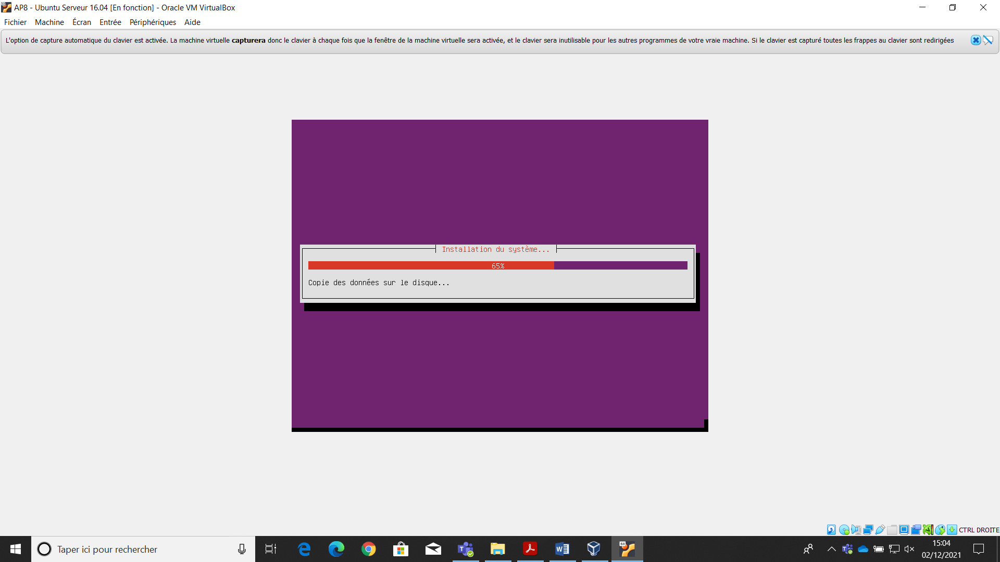 AP8 - Ubuntu Serveur 16.04 [En fonction] - Oracle VM VirtualBox
Fichier Machine Écran Entrée Périphériques Aide
L'option de capture automatique du clavier est activée. La machine virtuelle capturera donc le clavier à chaque fois que la fenêtre de la machine virtuelle sera activée, et le clavier sera inutilisable pour les autres programmes de votre vraie machine. Si le clavier est capturé toutes les frappes au clavier sont redirigées
Installation du système...
65%
Copie des données sur le disque...
CTRL DROITE
Taper ici pour rechercher
15:04
02/12/2021